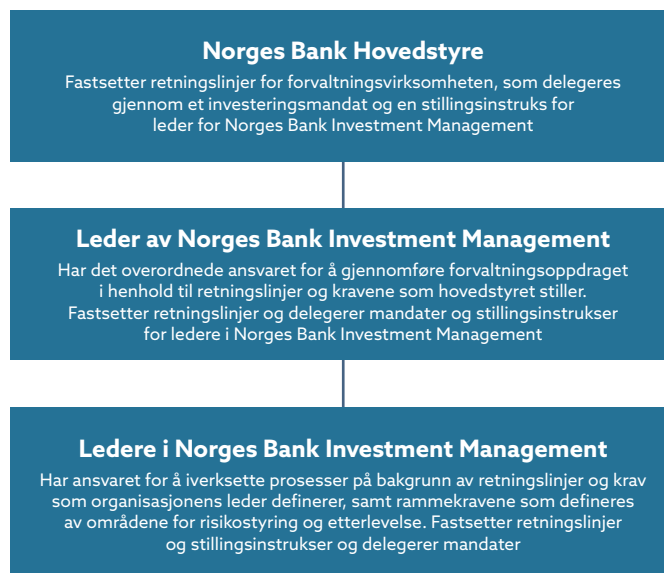 Norges Bank Hovedstyre
Fastsetter retningslinjer for forvaltningsvirksomheten, som delegeres
gjennom et investeringsmandat og en stillingsinstruks for
leder for Norges Bank Investment Management
Leder av Norges Bank Investment Management
Har det overordnede ansvaret for å gjennomføre forvaltningsoppdraget
i henhold til retningslinjer og kravene som hovedstyret stiller.
Fastsetter retningslinjer og delegerer mandater og stillingsinstrukser
for ledere i Norges Bank Investment Management
Ledere i Norges Bank Investment Management
Har ansvaret for å iverksette prosesser på bakgrunn av retningslinjer og krav
som organisasjonens leder definerer, samt rammekravene som defineres
av områdene for risikostyring og etterlevelse. Fastsetter retningslinjer
og stillingsinstrukser og delegerer mandater